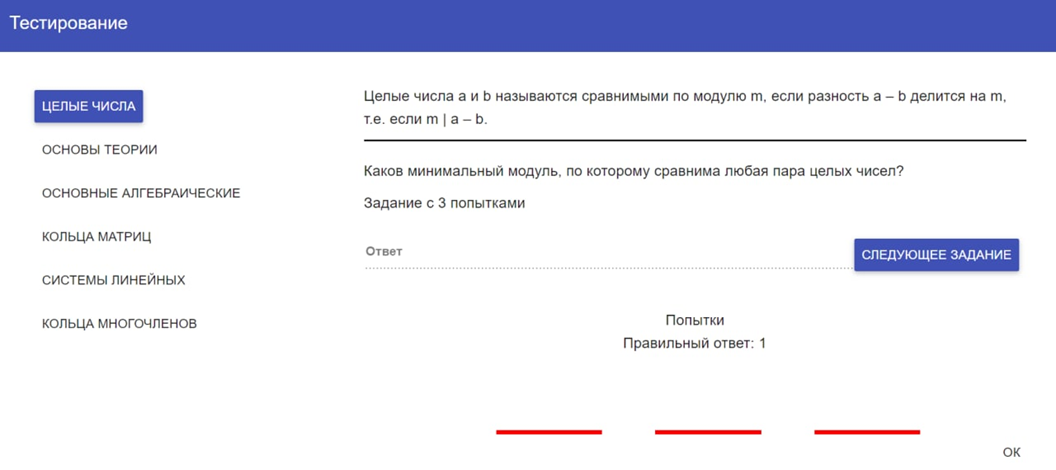 Тестирование
ЦЕЛЫЕ ЧИСЛА
ОСНОВЫ ТЕОРИИ
ОСНОВНЫЕ АЛГЕБРАИЧЕСКИЕ
КОЛЬЦА МАТРИЦ
СИСТЕМЫ ЛИНЕЙНЫХ
КОЛЬЦА МНОГОЧЛЕНОВ
Целые числа a и b называются сравнимыми по модулю m, если разность a – b делится на m,
т.е. если m | a – b.
Каков минимальный модуль, по которому сравнима любая пара целых чисел?
Задание с 3 попытками
Ответ
СЛЕДУЮЩЕЕ ЗАДАНИЕ
Попытки
Правильный ответ: 1
ОК